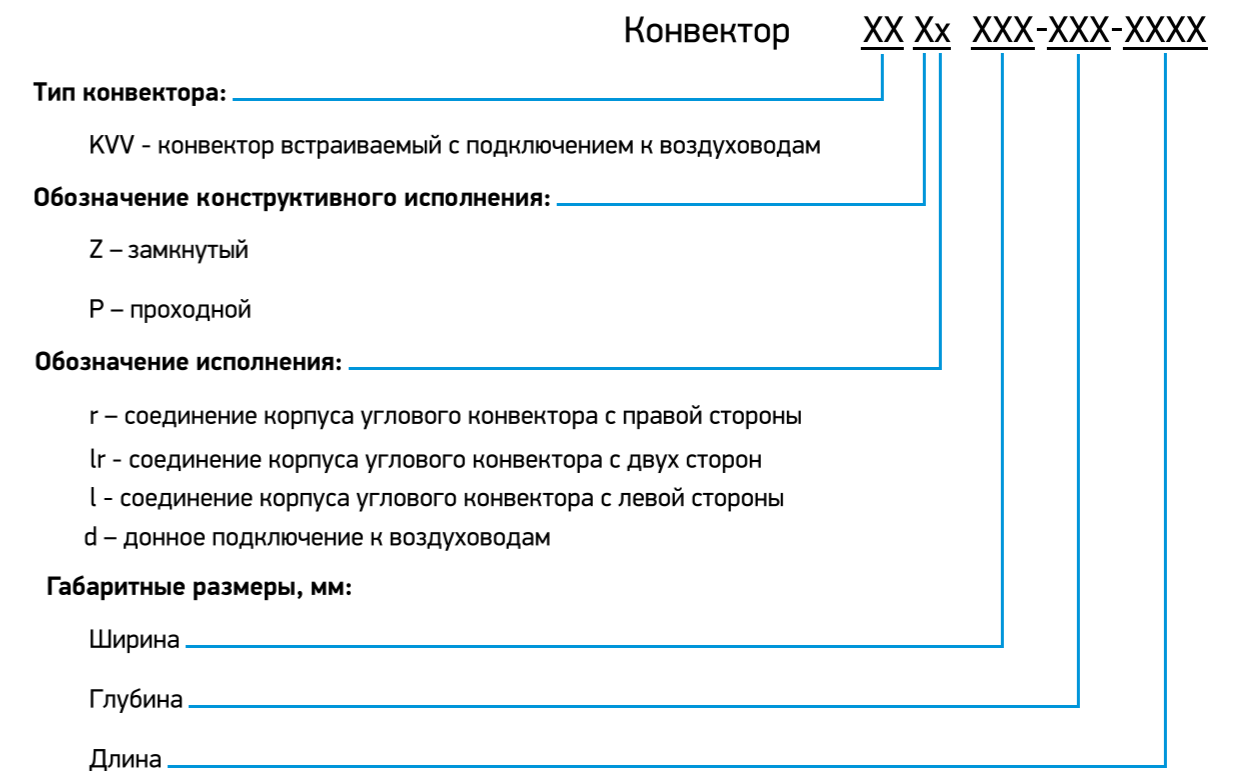 Конвектор XX Xx XXX-XXX-XXXX
Тип конвектора:
KVV - конвектор встраиваемый с подключением к воздуховодам
Обозначение конструктивного исполнения:
Z – замкнутый
P – проходной
Обозначение исполнения:
r – соединение корпуса углового конвектора с правой стороны
lr - соединение корпуса углового конвектора с двух сторон
l - соединение корпуса углового конвектора с левой стороны
d – донное подключение к воздуховодам
Габаритные размеры, мм:
Ширина
Глубина
Длина